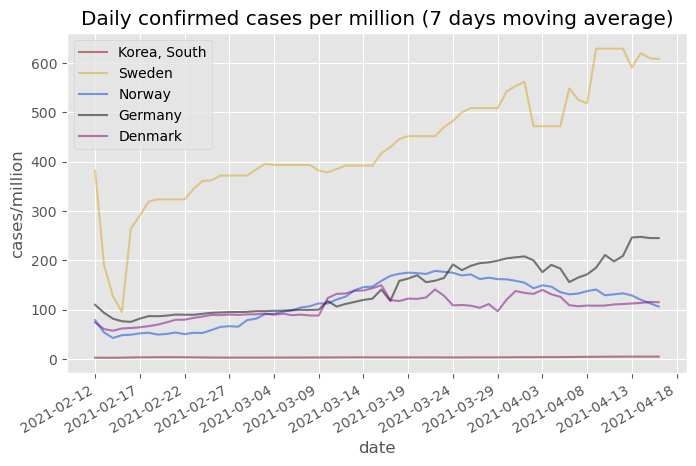 Daily confirmed cases per million (7 days moving average)
Korea, South
Sweden
Norway
Germany
Denmark
cases/million
600
500
400
300
200
100
0
2021-02-12
2021-02-17
2021-02-22
2021-02-27
2021-03-04
2021-03-09
2021-03-14
2021-03-19
2021-03-24
2021-03-29
2021-04-03
2021-04-08
2021-04-13
2021-04-18
date